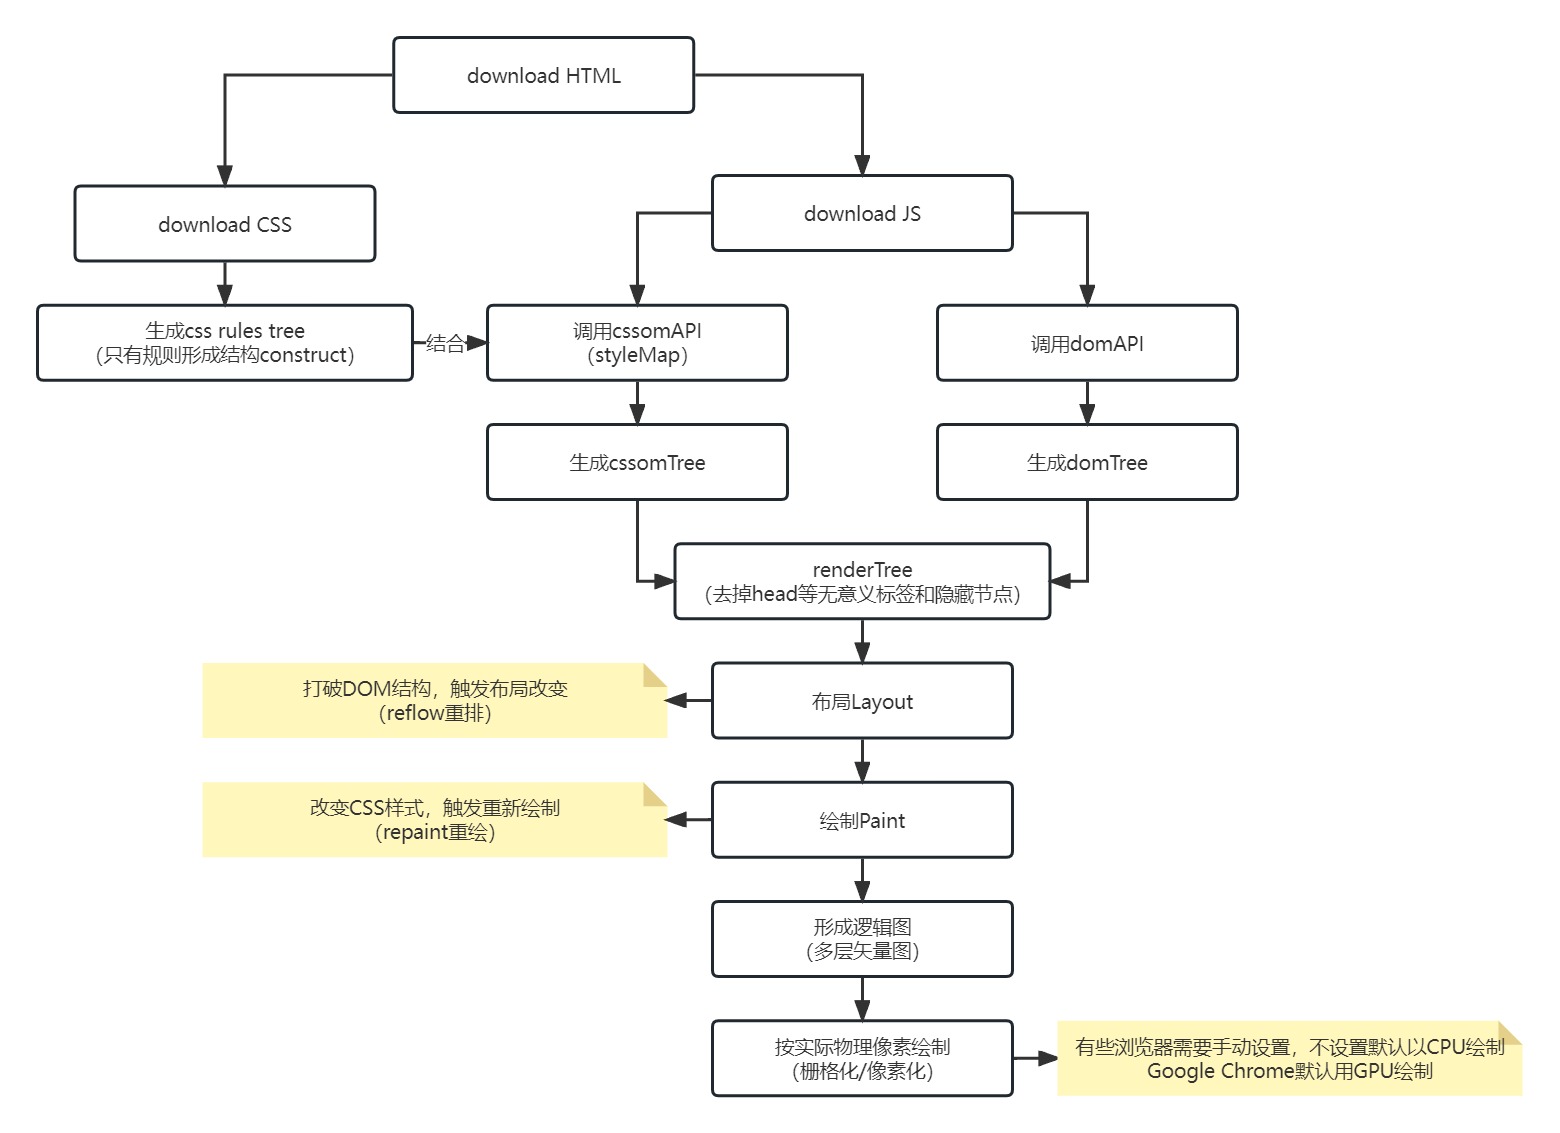 download HTML
download CSS
download JS
生成css rules tree
（只有规则形成结构construct）
结合
调用cssomAPI
（styleMap）
调用domAPI
生成cssomTree
生成domTree
renderTree
（去掉head等无意义标签和隐藏节点）
打破DOM结构，触发布局改变
（reflow重排）
布局Layout
改变CSS样式，触发重新绘制
（repaint重绘）
绘制Paint
形成逻辑图
（多层矢量图）
按实际物理像素绘制
（栅格化/像素化）
有些浏览器需要手动设置，不设置默认以CPU绘制
Google Chrome默认用GPU绘制